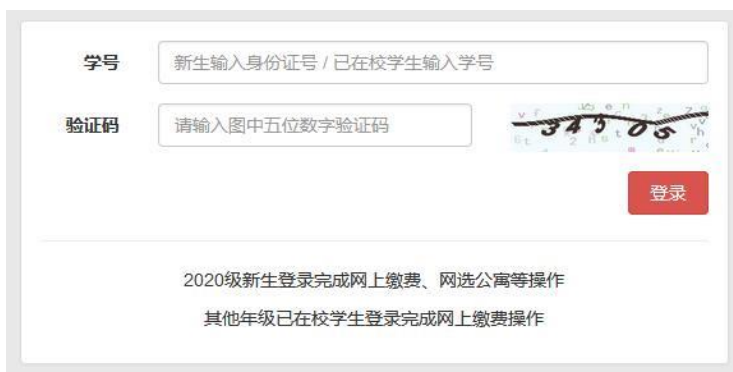 学号
新生输入身份证号 / 已在校学生输入学号
验证码
请输入图中五位数字验证码
登录
2020级新生登录完成网上缴费、网选公寓等操作
其他年级已在校学生登录完成网上缴费操作